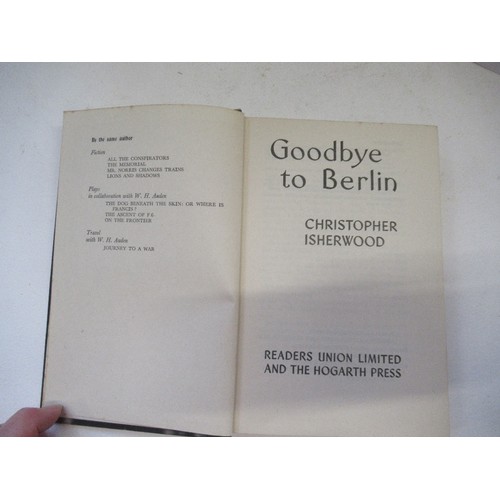 By the same author
Fiction
ALL THE CONSPIRATORS
THE MEMORIAL
MR. NORRIS CHANGES TRAINS
LIONS AND SHADOWS
Plays
in collaboration with W. H. Auden
THE DOG BENEATH THE SKIN: OR WHERE IS
FRANCIS?
THE ASCENT OF F6
ON THE FRONTIER
Travel
with W. H. Auden
JOURNEY TO A WAR
Goodbye
to Berlin
CHRISTOPHER
ISHERWOOD
READERS UNION LIMITED
AND THE HOGARTH PRESS